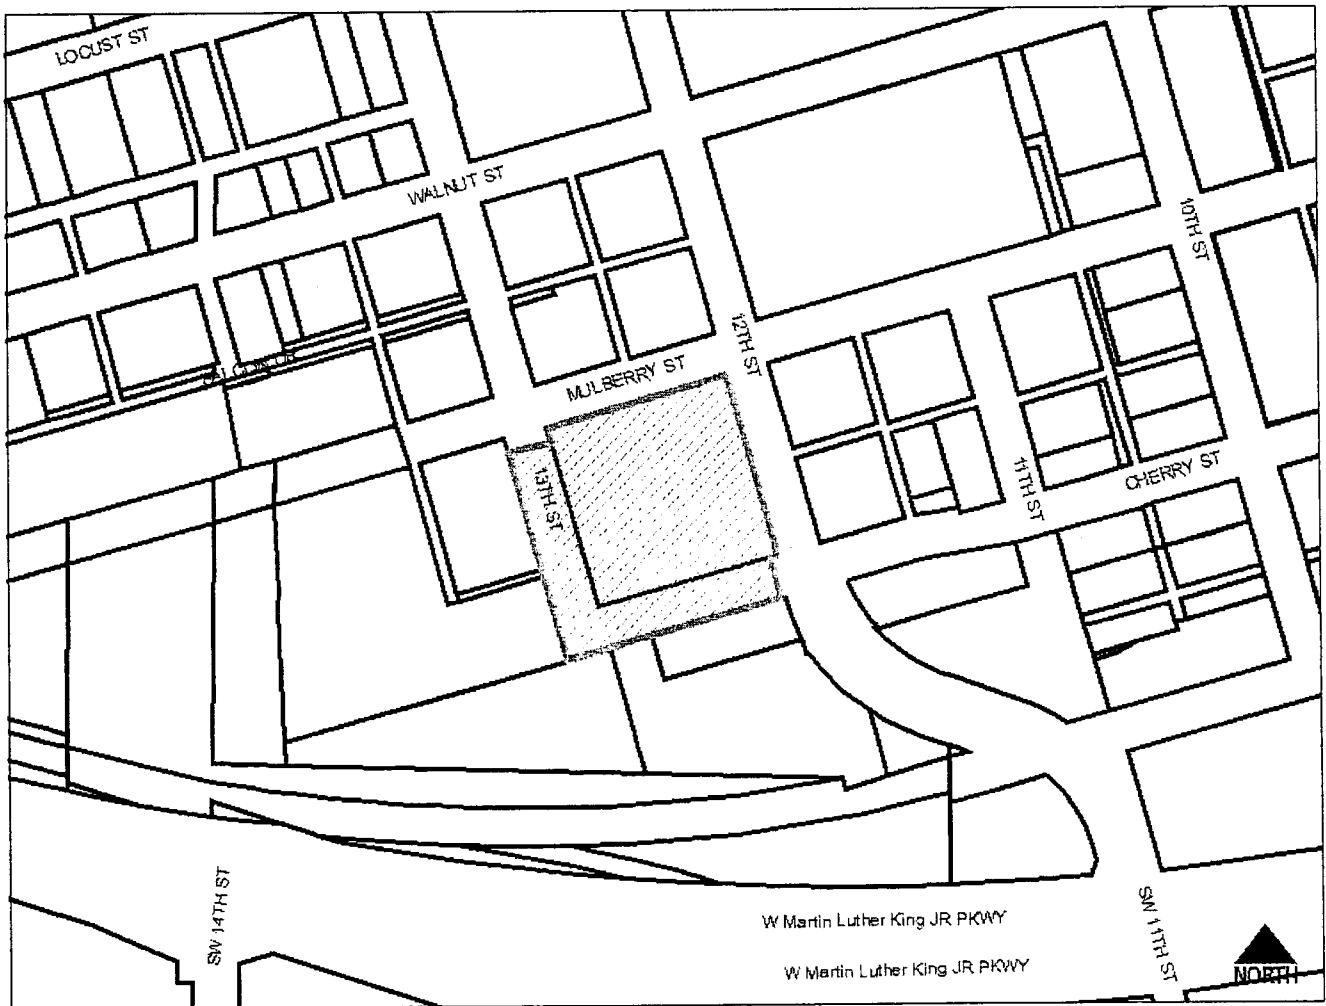 LOCUST ST
WALNUT ST
10TH ST
12TH ST
MULBERRY ST
13TH ST
11TH ST
CHERRY ST
SW 14TH ST
W Martin Luther King JR PKWY
W Martin Luther King JR PKWY
SW 11TH ST
NORTH